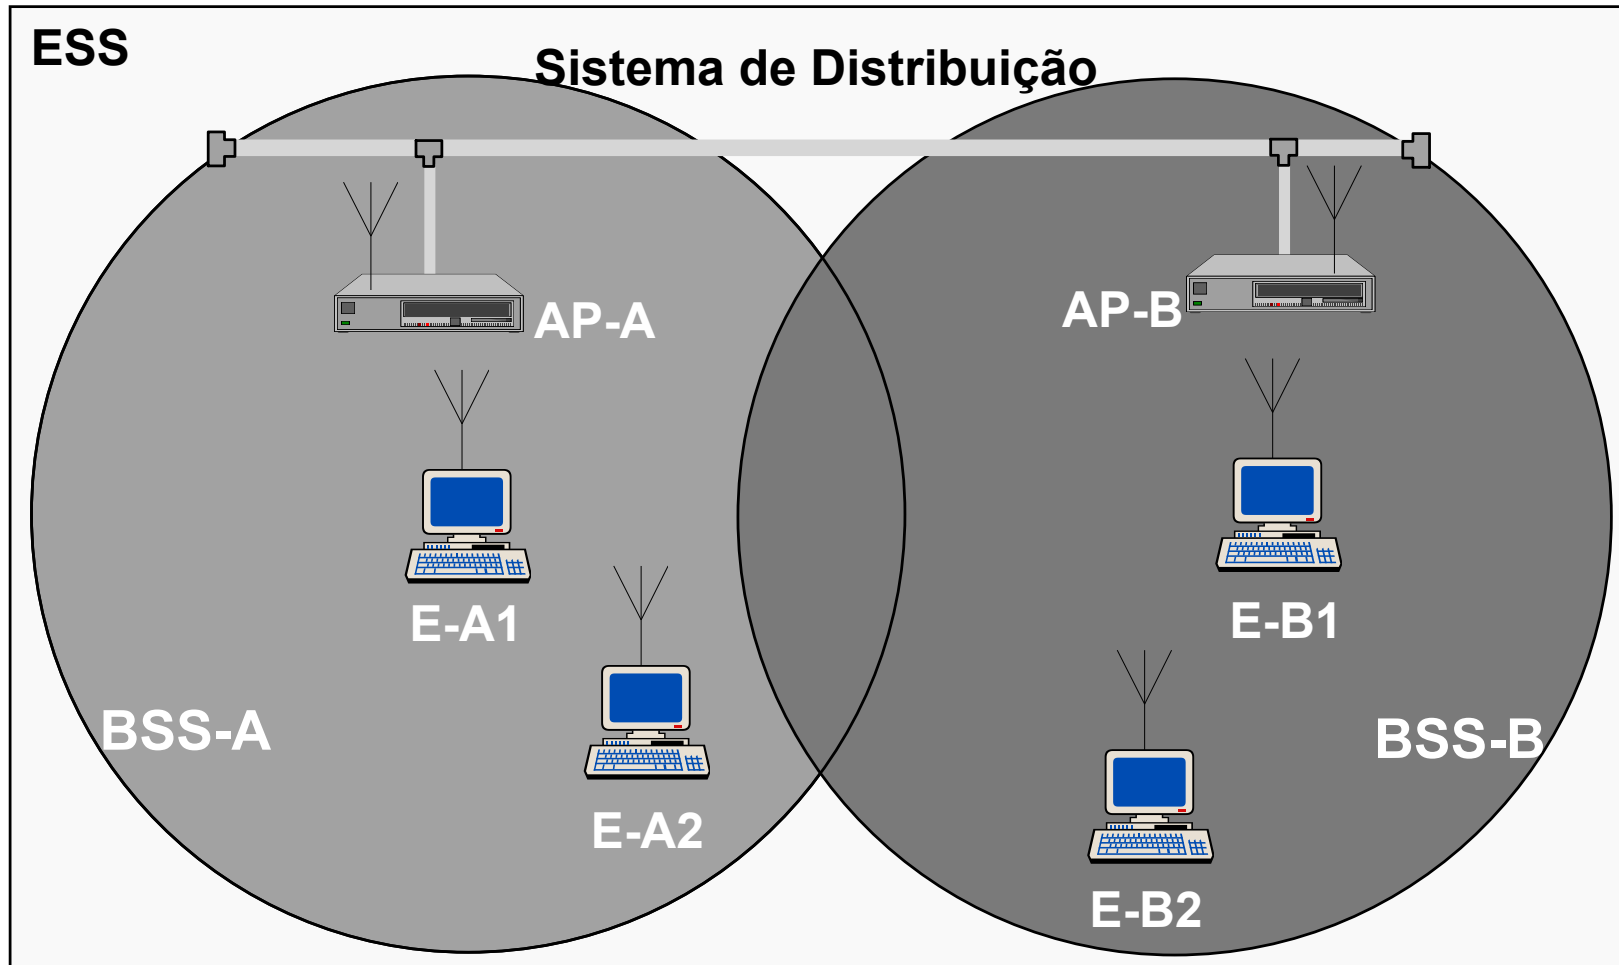 ESS
Sistema de Distribuição
AP-A
AP-B
E-A1
E-B1
BSS-A
BSS-B
E-A2
E-B2